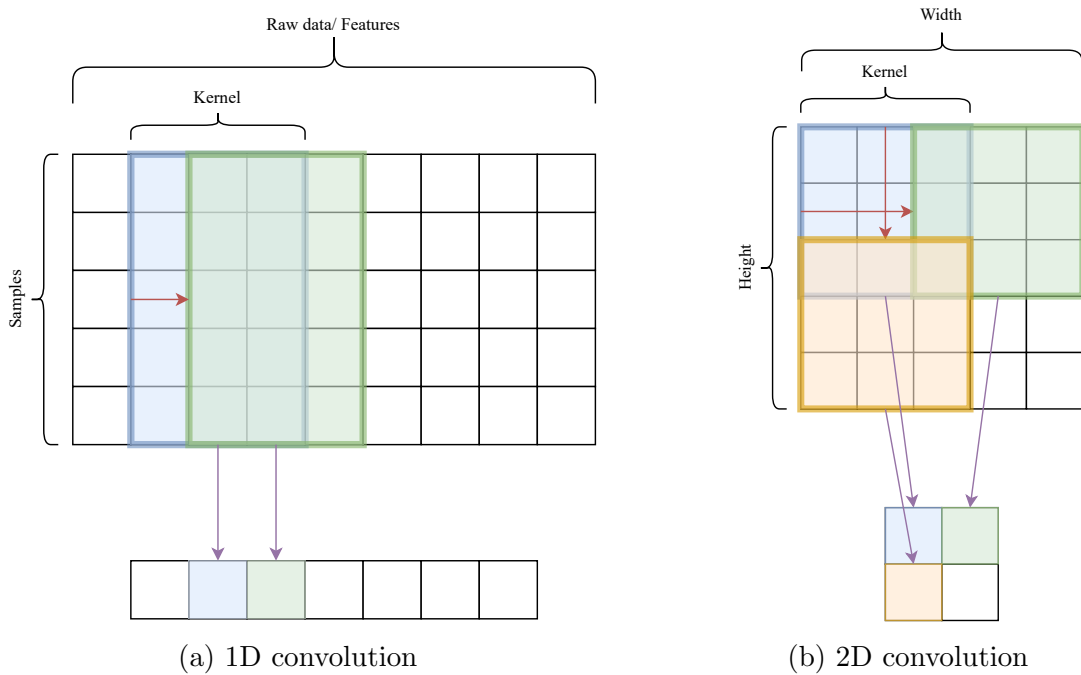 Raw data/ Features
Kernel
Samples
(a) 1D convolution
Width
Kernel
Height
(b) 2D convolution